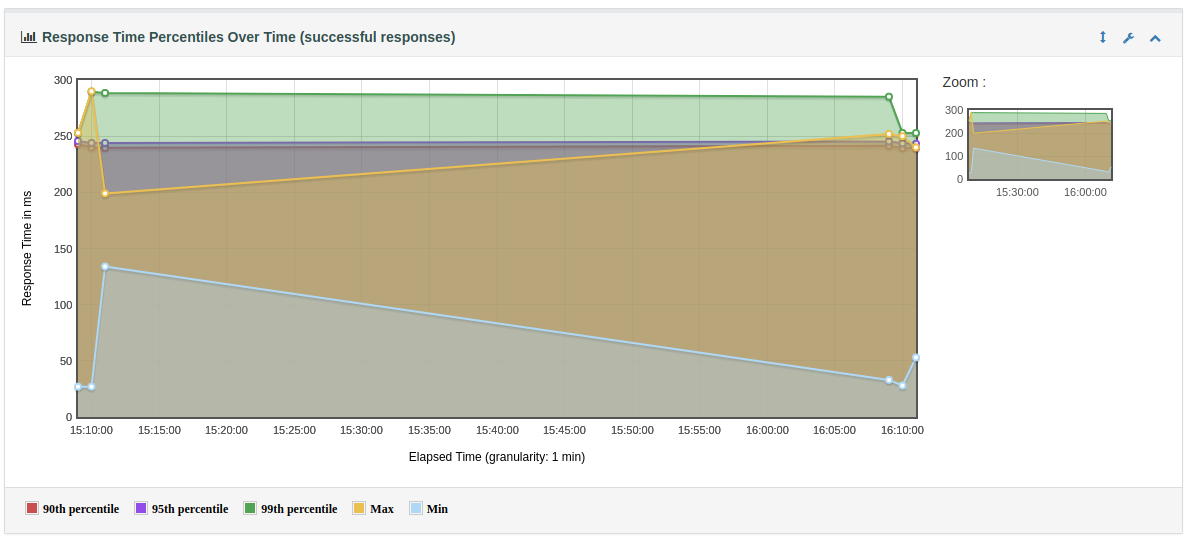 Response Time Percentiles Over Time (successful responses)
Zoom :
300
250
200
150
100
50
0
Response Time in ms
15:10:00 15:15:00 15:20:00 15:25:00 15:30:00 15:35:00 15:40:00 15:45:00 15:50:00 15:55:00 16:00:00 16:05:00 16:10:00
Elapsed Time (granularity: 1 min)
300
200
100
0
15:30:00 16:00:00
90th percentile 95th percentile 99th percentile Max Min